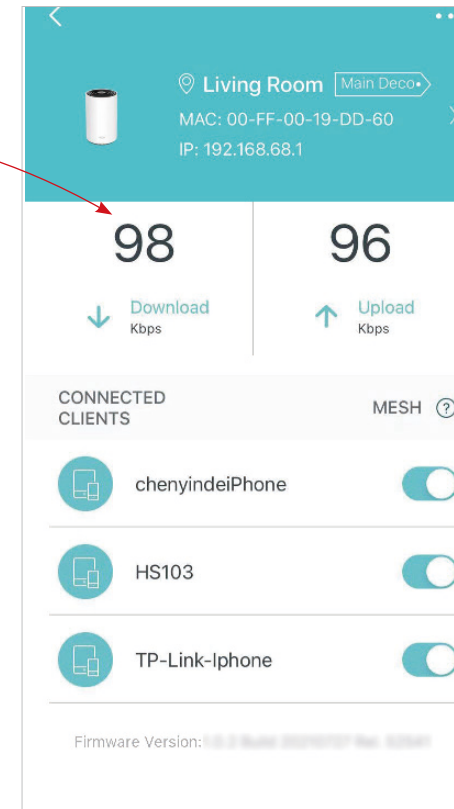 Living Room Main Deco
MAC: 00-FF-00-19-DD-60
IP: 192.168.68.1
98 96
Download Upload
Kbps Kbps
CONNECTED
CLIENTS
MESH ?
chenyindeiPhone
HS103
TP-Link-Iphone
Firmware Version: